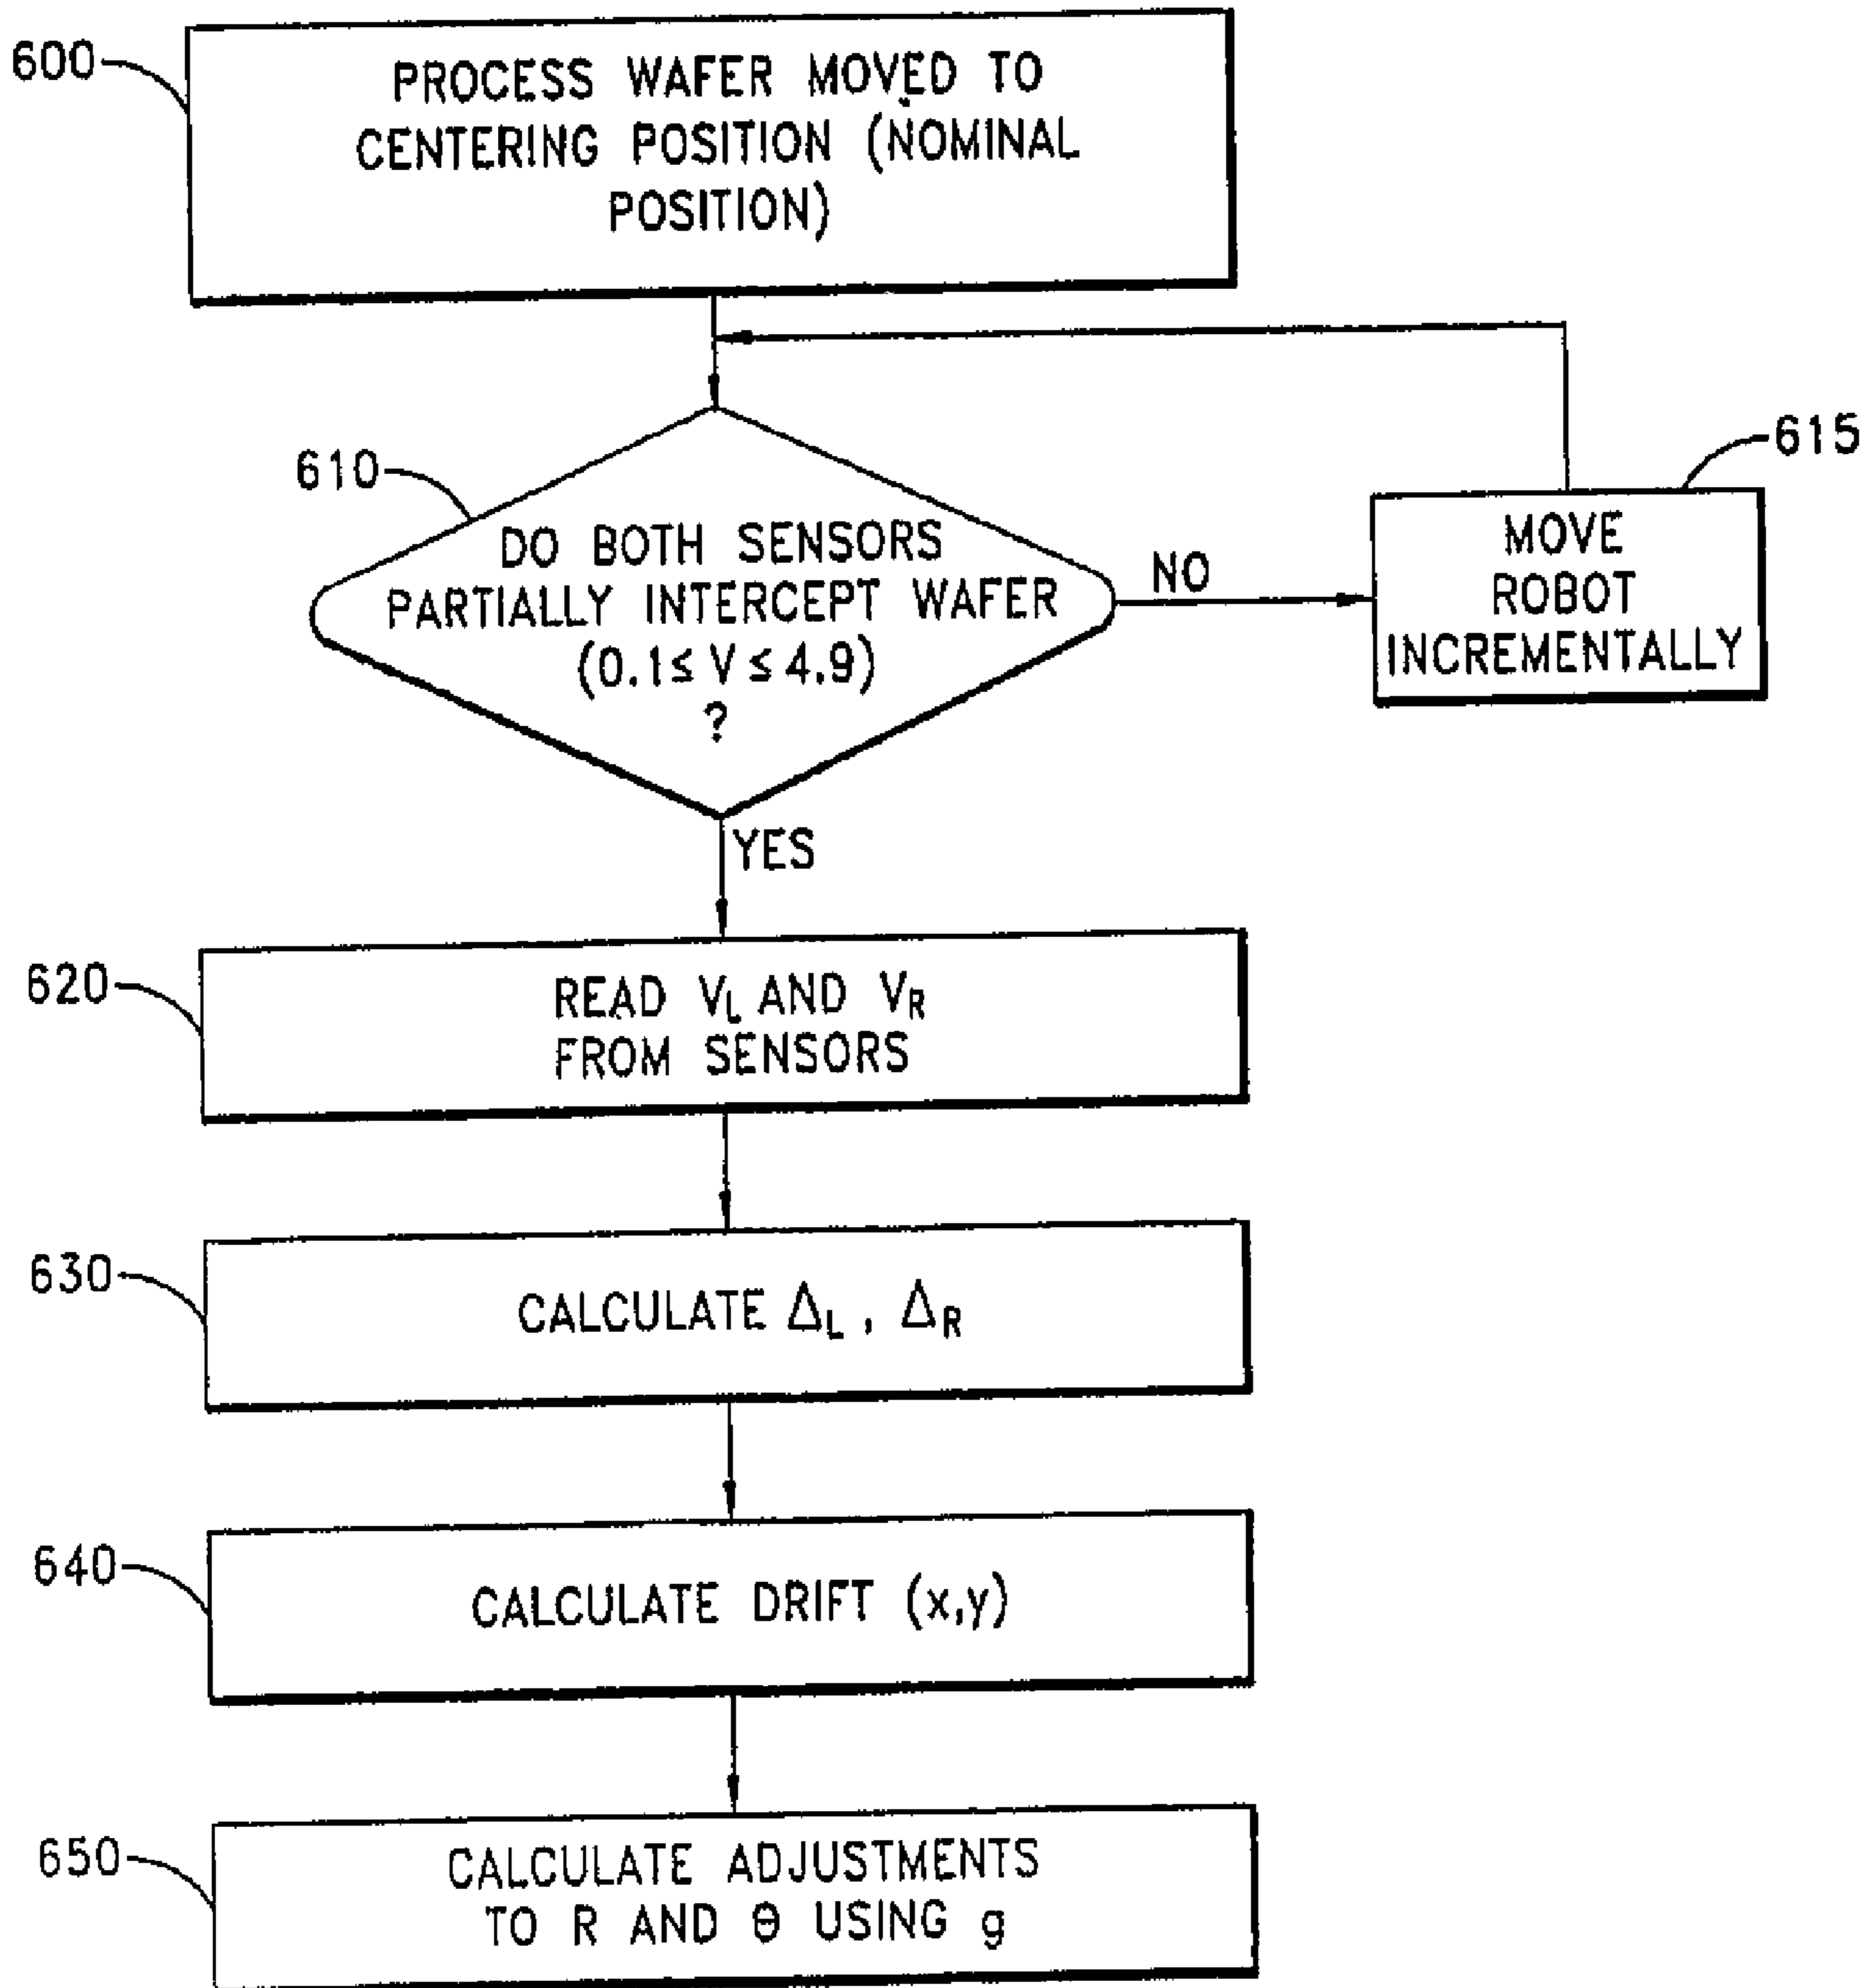 600
PROCESS WAFER MOVED TO
CENTERING POSITION (NOMINAL
POSITION)
610
DO BOTH SENSORS
PARTIALLY INTERCEPT WAFER
(0.1 ≤ V ≤ 4.9)
?
NO
615
MOVE
ROBOT
INCREMENTALLY
YES
620
READ V_L AND V_R
FROM SENSORS
630
CALCULATE Δ_L, Δ_R
640
CALCULATE DRIFT (x,y)
650
CALCULATE ADJUSTMENTS
TO R AND Θ USING g